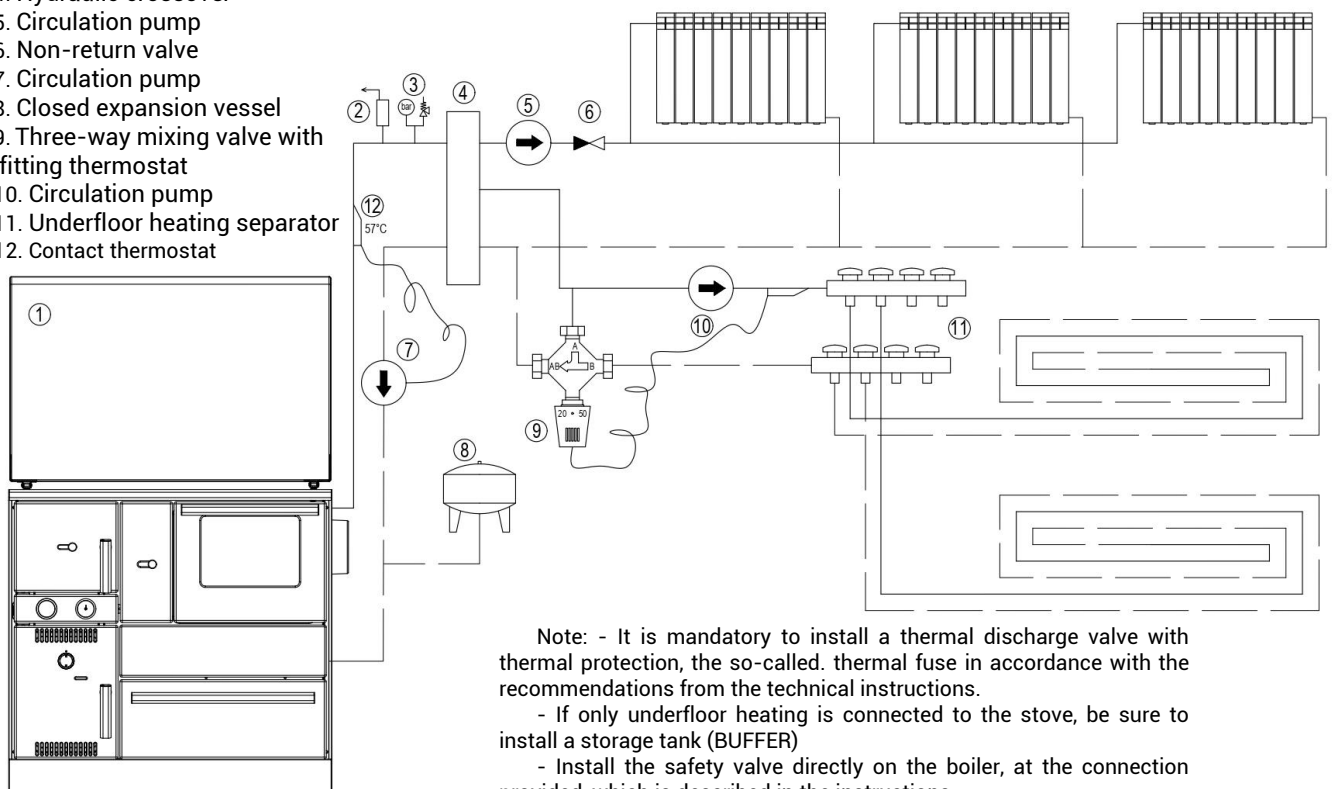 5. Circulation pump
6. Non-return valve
7. Circulation pump
8. Closed expansion vessel
9. Three-way mixing valve with
fitting thermostat
10. Circulation pump
11. Underfloor heating separator
12. Contact thermostat
1
2
3
bar
4
5
6
12
57°C
7
8
A
AB
B
20 • 50
9
10
11
Note: - It is mandatory to install a thermal discharge valve with
thermal protection, the so-called. thermal fuse in accordance with the
recommendations from the technical instructions.
- If only underfloor heating is connected to the stove, be sure to
install a storage tank (BUFFER)
- Install the safety valve directly on the boiler, at the connection